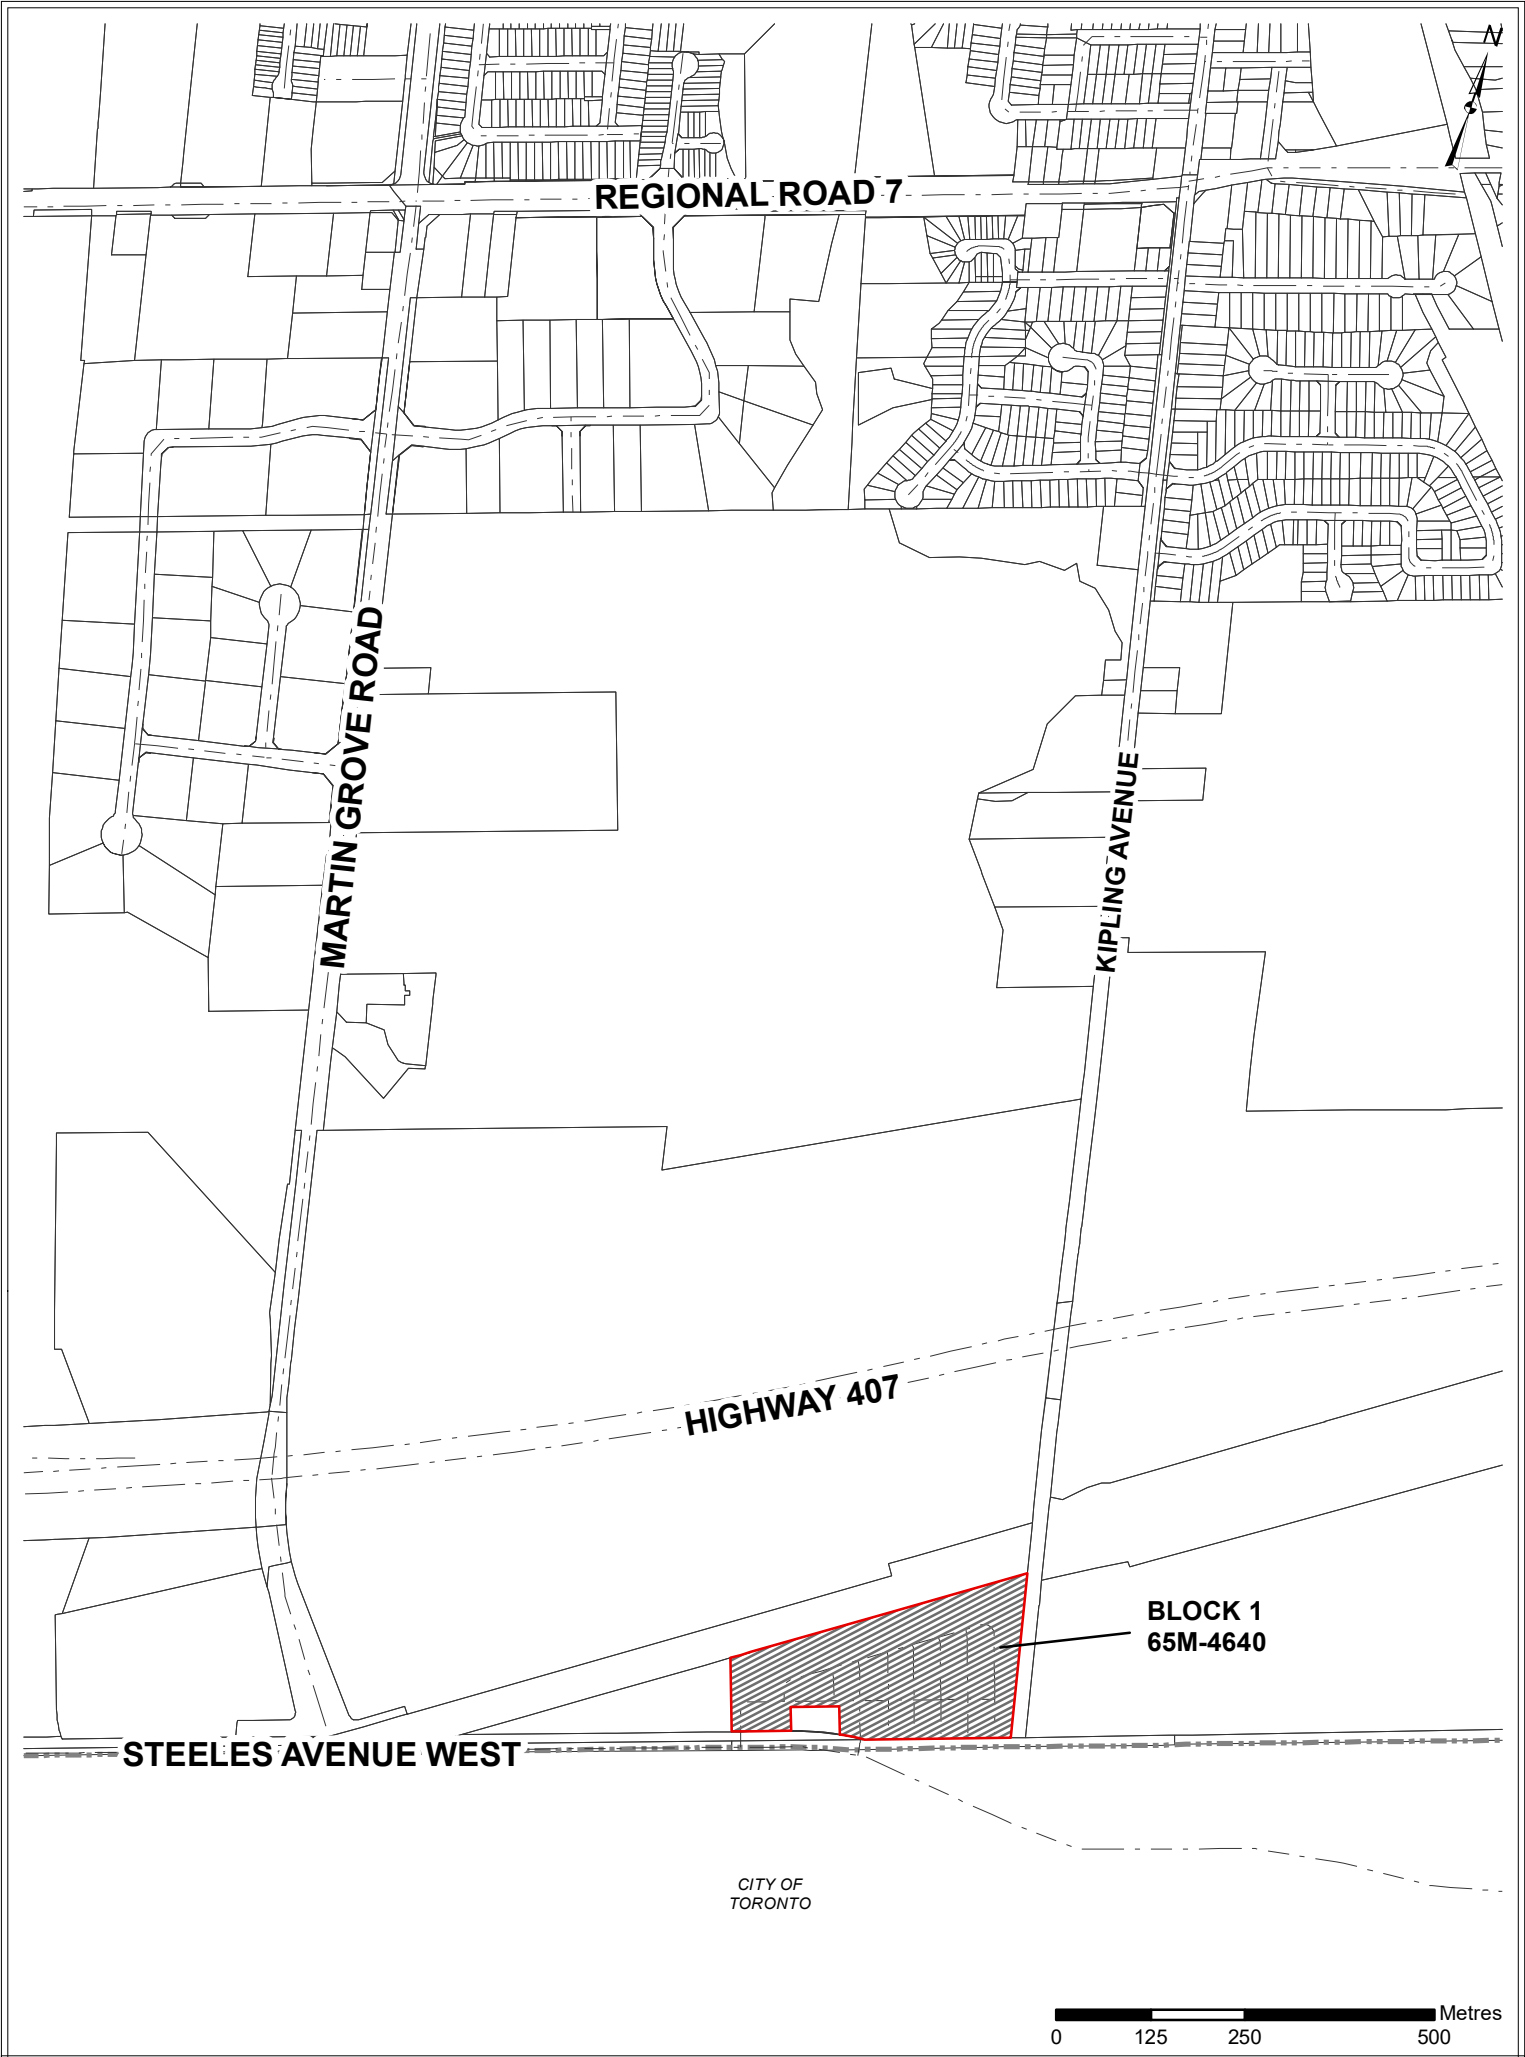 N
REGIONAL ROAD 7
MARTIN GROVE ROAD
KIPLING AVENUE
HIGHWAY 407
BLOCK 1
65M-4640
STEELES AVENUE WEST
CITY OF
TORONTO
Metres
0 125 250 500